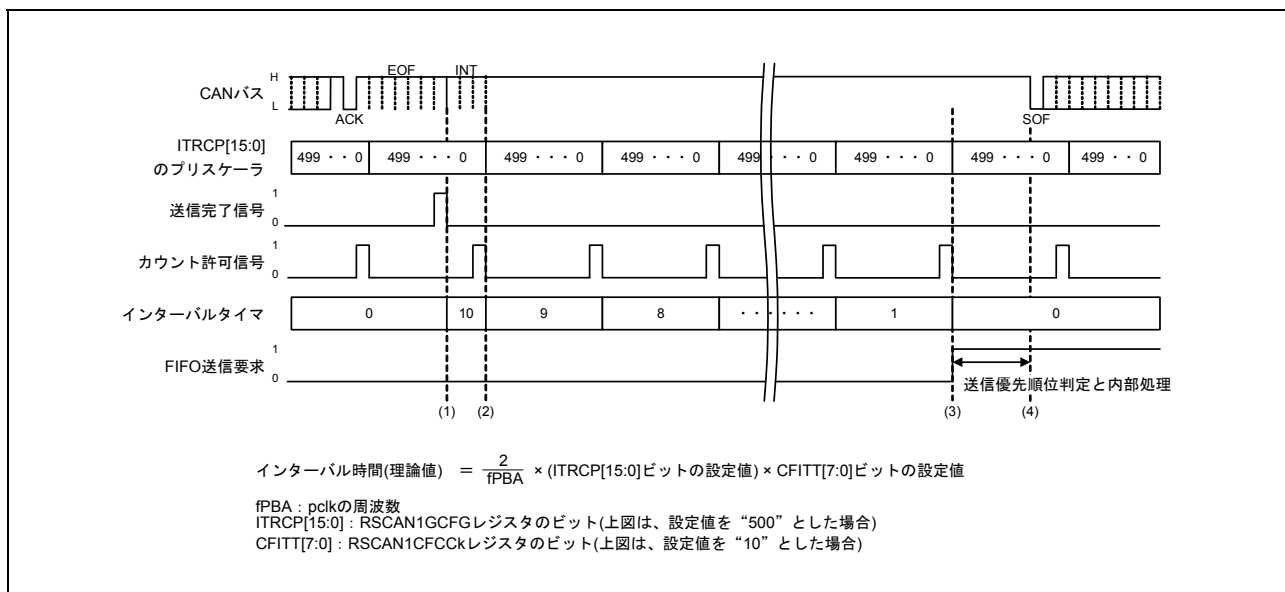 EOF INT
H
CANバス
L
ACK SOF
ITRCP[15:0]
のプリスケーラ
499・・0 499・・・0 499・・・0 499・・・0 499・・・0 499・・・0 499・・・0 499・・0
1
送信完了信号
0
1
カウント許可信号
0
インターバルタイマ 0 10 9 8 ・・・・・・ 1 0
1
FIFO送信要求
0
送信優先順位判定と内部処理
(1) (2) (3) (4)
インターバル時間(理論値) = 2/fPBA × (ITRCP[15:0]ビットの設定値) × CFITT[7:0]ビットの設定値
fPBA:pclkの周波数
ITRCP[15:0]:RSCAN1GCFGレジスタのビット(上図は、設定値を“500”とした場合)
CFITT[7:0]:RSCAN1CFCCkレジスタのビット(上図は、設定値を“10”とした場合)